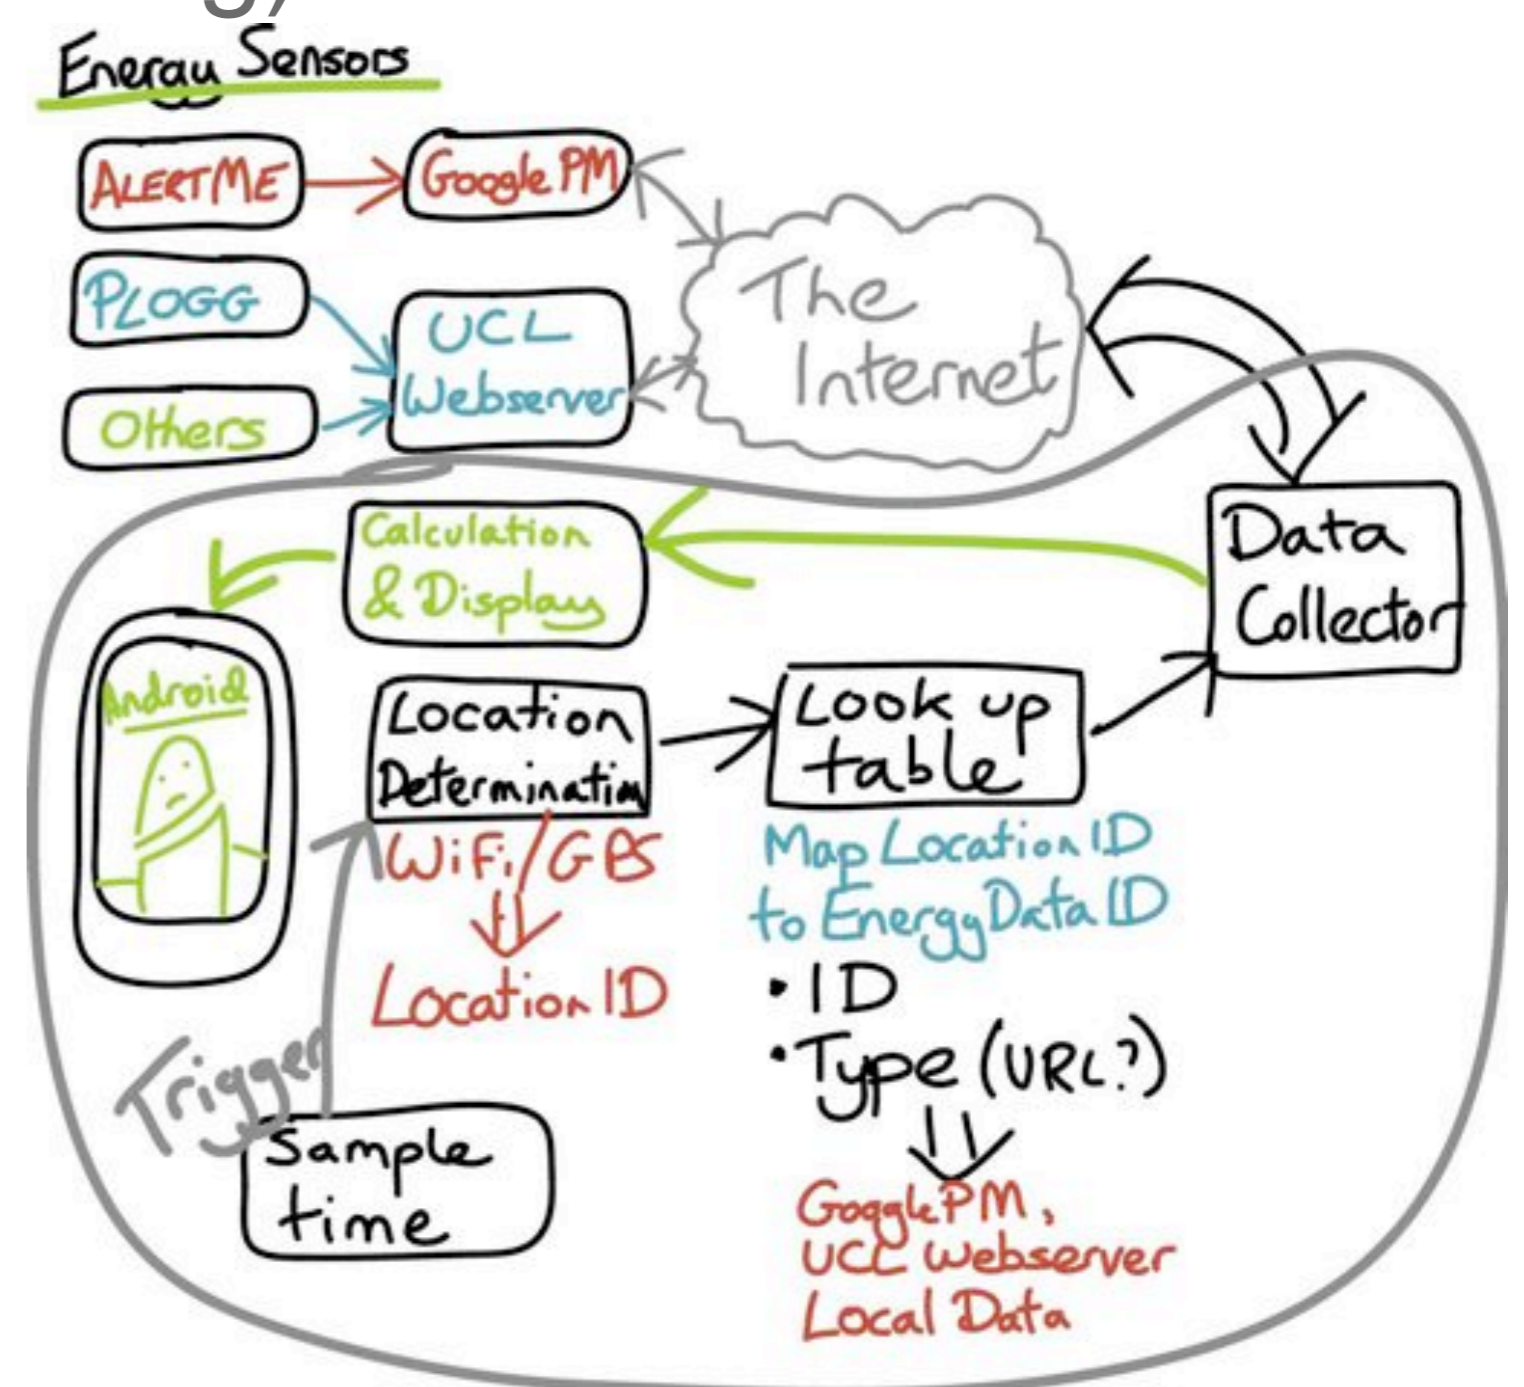 Energy Sensors
ALERTME
Google PM
PLOGG
Others
UCL
Webserver
The
Internet
Data
Collector
Calculation
& Display
Android
Location
Determination
WiFi/GPS
Location ID
Look up
table
Map Location ID
to Energy Data ID
• ID
• Type (URL?)
Google PM,
UCL Webserver
Local Data
Trigger
Sample
time